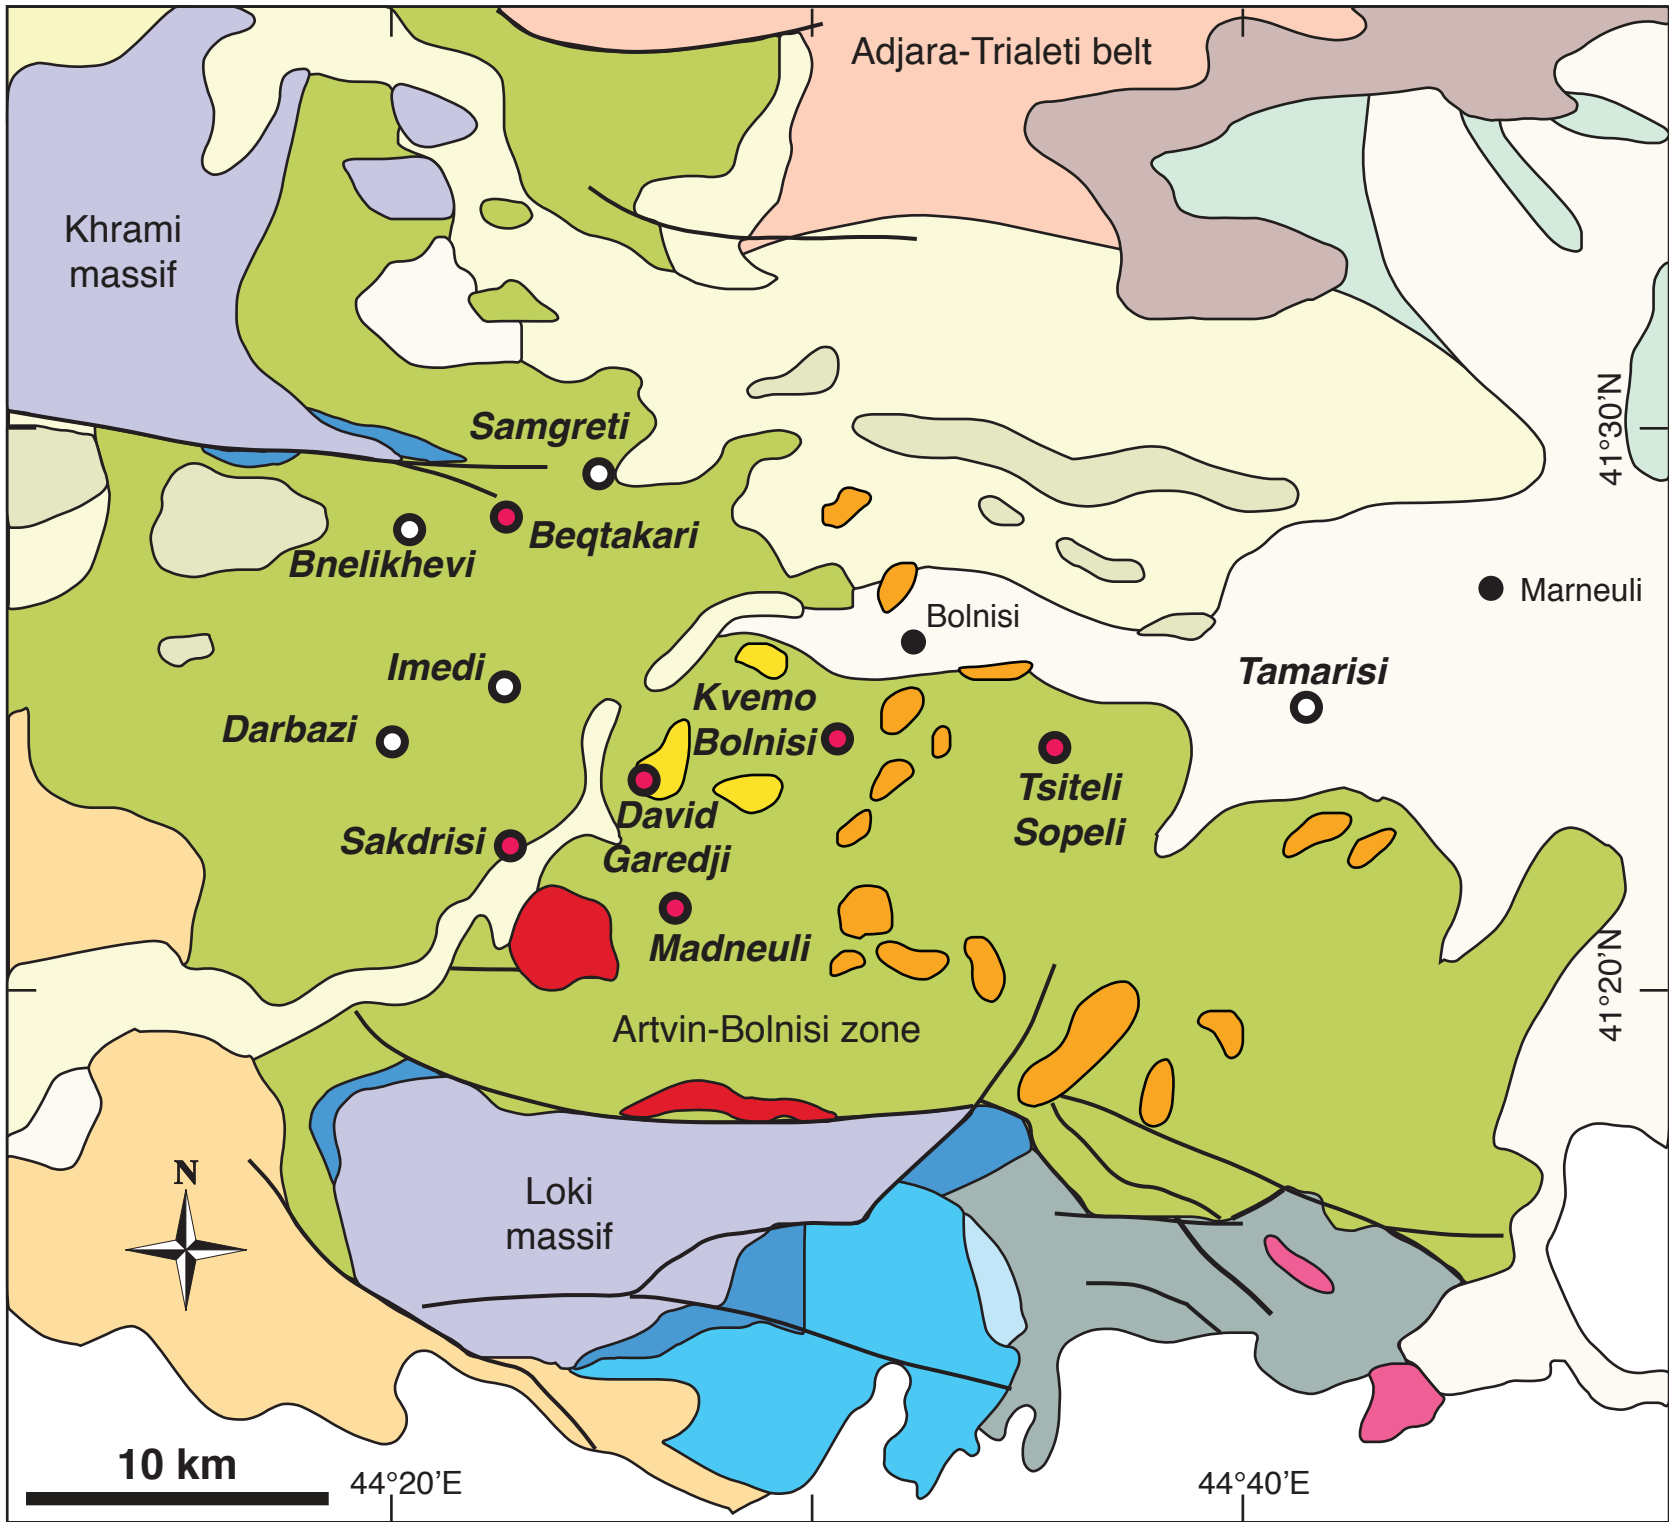 Adjara-Trialeti belt
Khrami
massif
Samgreti
41°30’N
Beqtakari
Bnelikhevi
Marneuli
Bolnisi
Imedi
Tamarisi
Kvemo
Bolnisi
Darbazi
Tsiteli
Sopeli
David
Garedji
Sakdrisi
Madneuli
41°20’N
Artvin-Bolnisi zone
N
Loki
massif
10 km
44°20’E
44°40’E